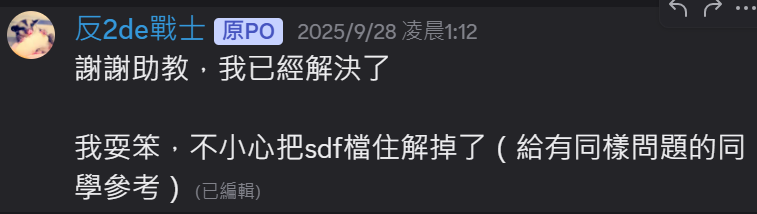 反2de戰士 原PO 2025/9/28 凌晨1:12
謝謝助教，我已經解決了
我耍笨，不小心把sdf檔住解掉了（給有同樣問題的同
學參考）(已編輯)